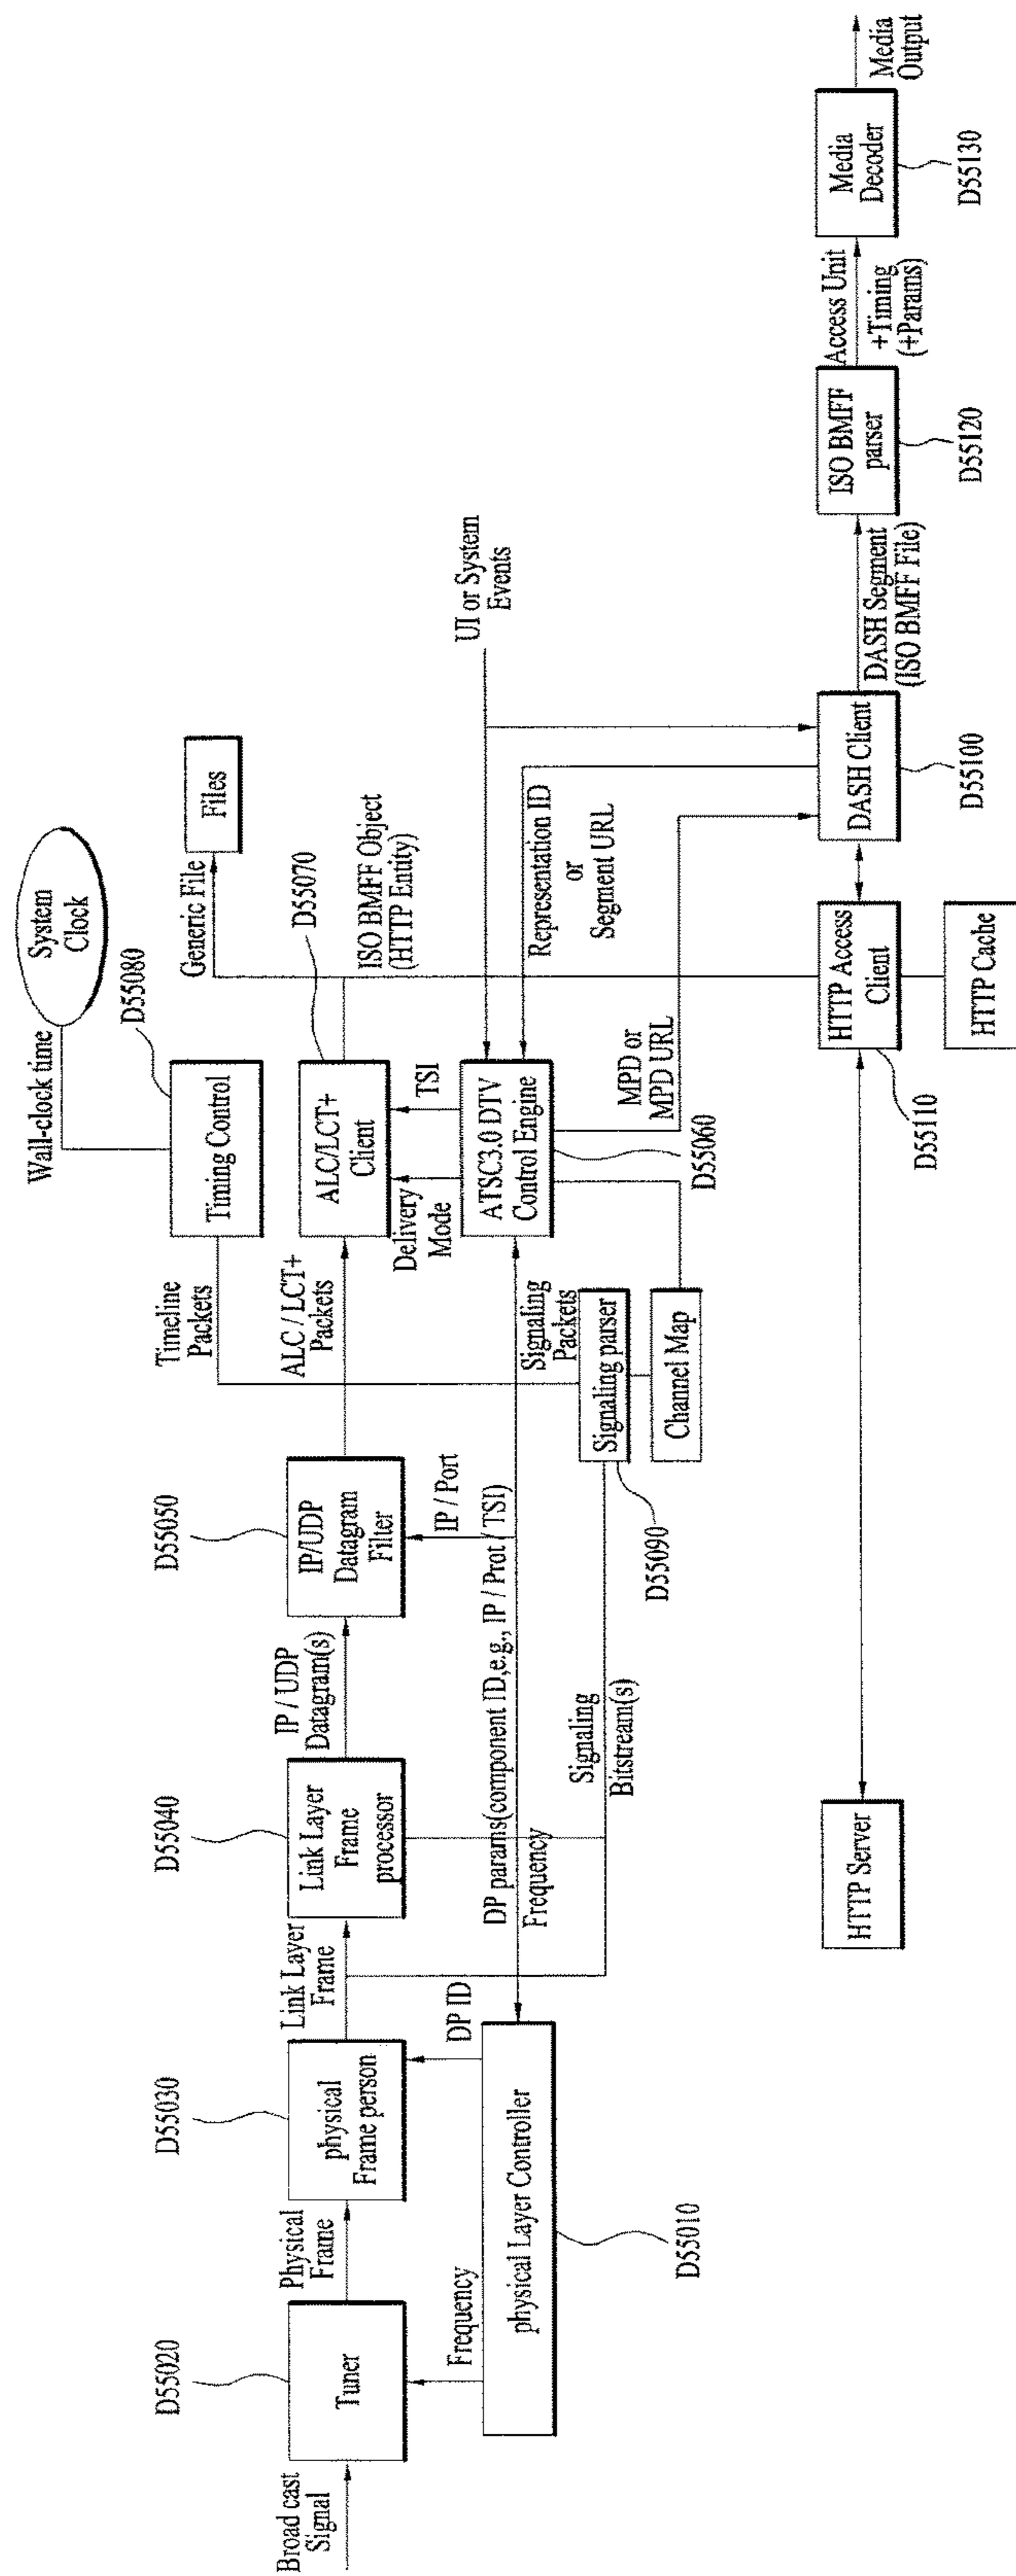 System
Clock
Wall-clock time
D55080
Timing Control
Timeline
Packets
Generic File
Files
D55070
ALC/LCT+
Client
ISO BMFF Object
(HTTP Entity)
ALC / LCT+
Packets
D55020
Broad cast
Signal
Tuner
Physical
Frame
D55030
physical
Frame person
Link Layer
Frame
D55040
Link Layer
Frame
processor
IP / UDP
Datagram(s)
D55050
IP/UDP
Datagram
Filter
IP / Port
Delivery
Mode
TSI
UI or System
Events
ATSC3.0 DTV
Control Engine
D55060
Frequency
DP ID
physical Layer Controller
D55010
DP params(component ID,e.g., IP / Prot / TSI)
Frequency
Signaling
Packets
Signaling
Bitstream(s)
Signaling parser
D55090
Channel Map
Representation ID
or
Segment URL
MPD or
MPD URL
HTTP Server
HTTP Access
Client
D55110
HTTP Cache
DASH Client
D55100
DASH Segment
(ISO BMFF File)
ISO BMFF
parser
D55120
Access Unit
+Timing
(+Params)
Media
Decoder
D55130
Media
Output